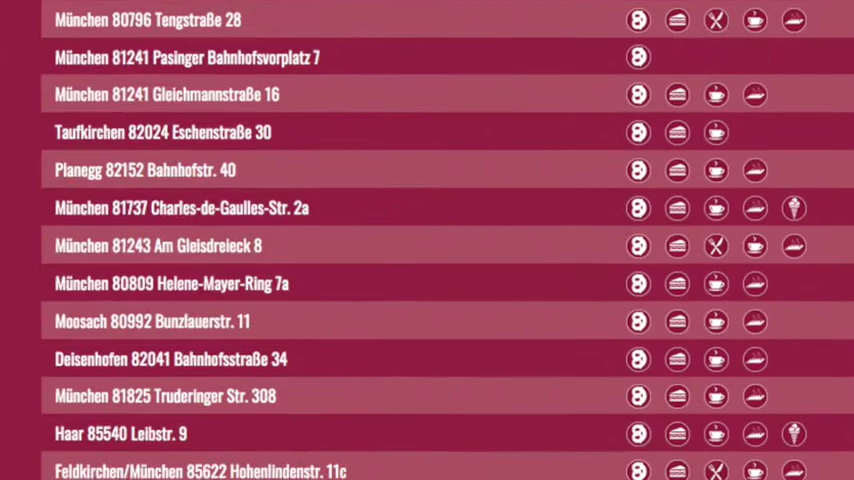 München 80796 Tengstraße 28
München 81241 Pasinger Bahnhofsvorplatz 7
München 81241 Gleichmannstraße 16
Taufkirchen 82024 Eschenstraße 30
Planegg 82152 Bahnhofstr. 40
München 81737 Charles-de-Gaulles-Str. 2a
München 81243 Am Gleisdreieck 8
München 80809 Helene-Mayer-Ring 7a
Moosach 80992 Bunzlauerstr. 11
Deisenhofen 82041 Bahnhofsstraße 34
München 81825 Truderinger Str. 308
Haar 85540 Leibstr. 9
Feldkirchen/München 85622 Hohenlindenstr. 11c